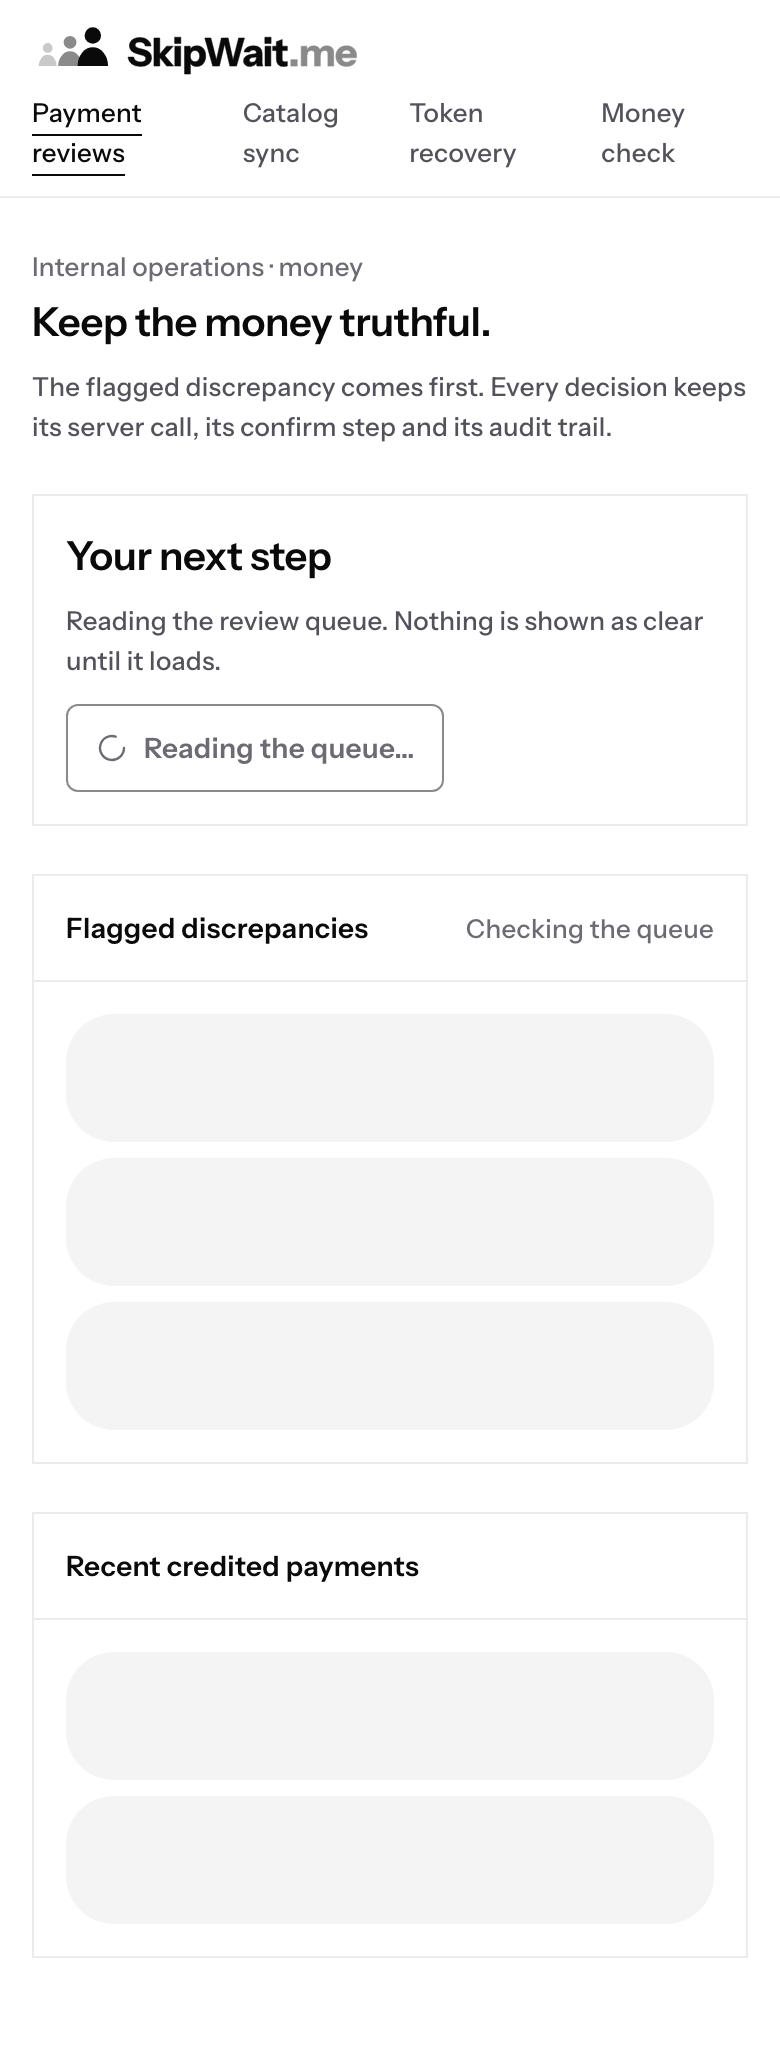 SkipWait.me
Payment reviews
Catalog sync
Token recovery
Money check
Internal operations · money
Keep the money truthful.
The flagged discrepancy comes first. Every decision keeps
its server call, its confirm step and its audit trail.
Your next step
Reading the review queue. Nothing is shown as clear
until it loads.
Reading the queue...
Flagged discrepancies
Checking the queue
Recent credited payments